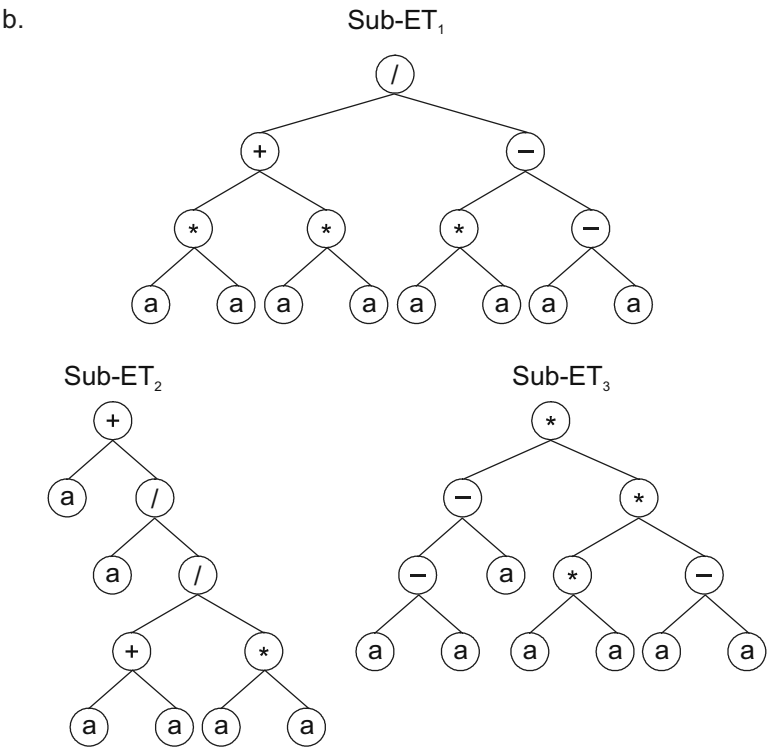 b.
Sub-ET₁
/
+ −
* * * −
a a a a a a a a
Sub-ET₂ Sub-ET₃
+ *
a / − *
a / − a * −
+ * a a a a a a
a a a a